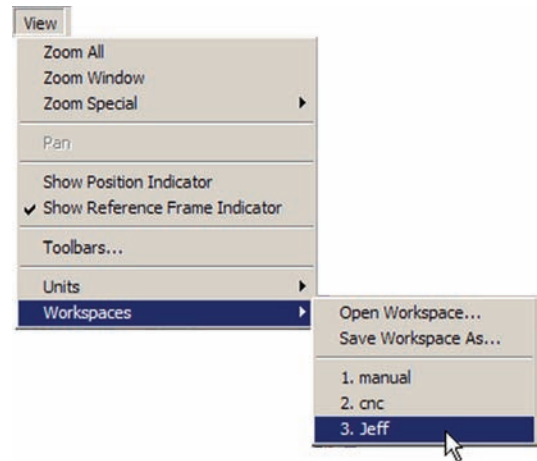 View
Zoom All
Zoom Window
Zoom Special
Pan
Show Position Indicator
Show Reference Frame Indicator
Toolbars...
Units
Workspaces
Open Workspace...
Save Workspace As...
1. manual
2. cnc
3. Jeff